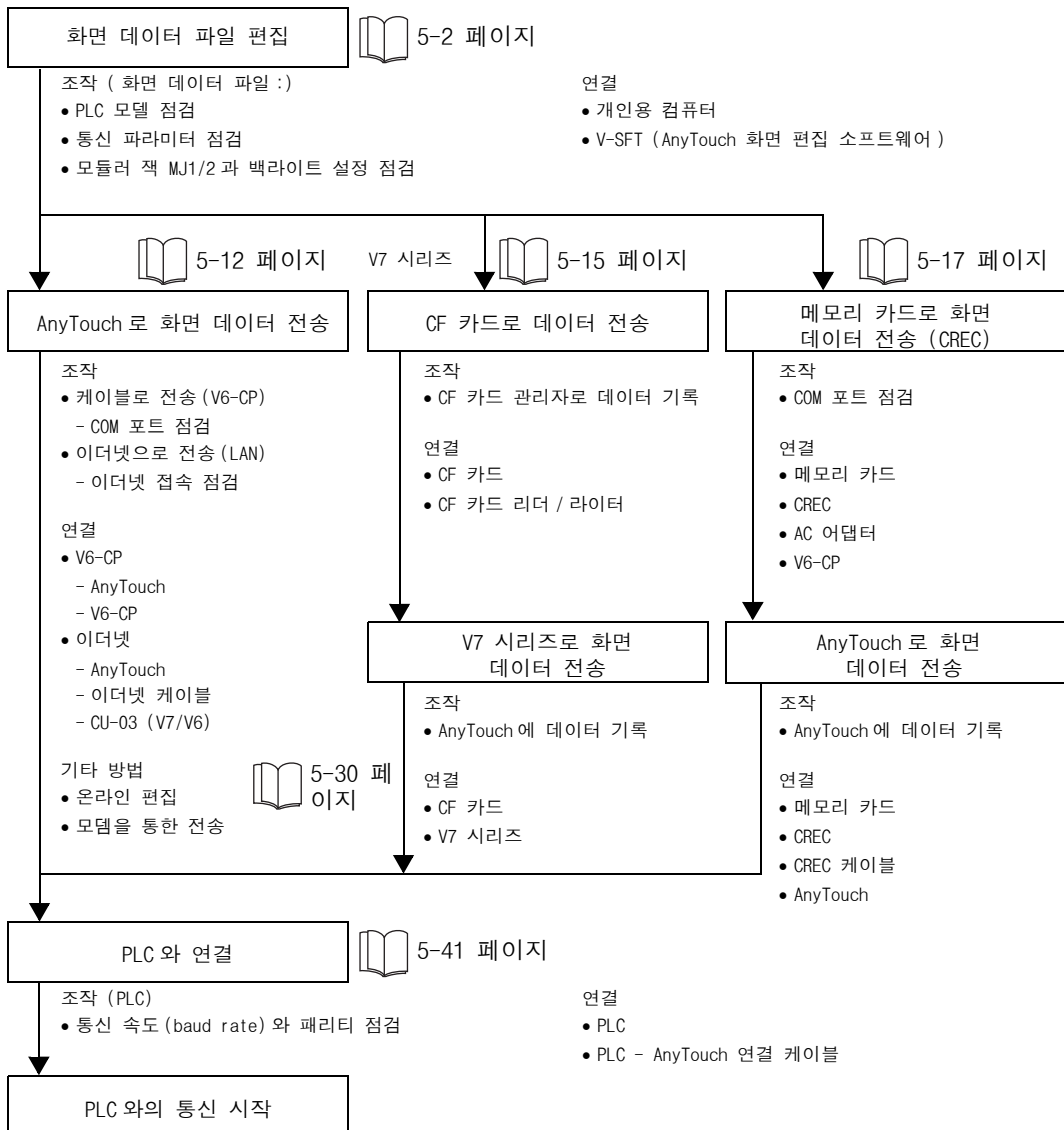 화면 데이터 파일 편집
5-2 페이지
조작 ( 화면 데이터 파일 :)
• PLC 모델 점검
• 통신 파라미터 점검
• 모듈러 잭 MJ1/2 과 백라이트 설정 점검
연결
• 개인용 컴퓨터
• V-SFT (AnyTouch 화면 편집 소프트웨어 )
5-12 페이지
AnyTouch 로 화면 데이터 전송
조작
• 케이블로 전송 (V6-CP)
- COM 포트 점검
• 이더넷으로 전송 (LAN)
- 이더넷 접속 점검
연결
• V6-CP
- AnyTouch
- V6-CP
• 이더넷
- AnyTouch
- 이더넷 케이블
- CU-03 (V7/V6)
기타 방법
• 온라인 편집
• 모뎀을 통한 전송
5-30 페
이지
V7 시리즈
5-15 페이지
CF 카드로 데이터 전송
조작
• CF 카드 관리자로 데이터 기록
연결
• CF 카드
• CF 카드 리더 / 라이터
V7 시리즈로 화면
데이터 전송
조작
• AnyTouch 에 데이터 기록
연결
• CF 카드
• V7 시리즈
5-17 페이지
메모리 카드로 화면
데이터 전송 (CREC)
조작
• COM 포트 점검
연결
• 메모리 카드
• CREC
• AC 어댑터
• V6-CP
AnyTouch 로 화면
데이터 전송
조작
• AnyTouch 에 데이터 기록
연결
• 메모리 카드
• CREC
• CREC 케이블
• AnyTouch
PLC 와 연결
5-41 페이지
조작 (PLC)
• 통신 속도 (baud rate) 와 패리티 점검
연결
• PLC
• PLC - AnyTouch 연결 케이블
PLC 와의 통신 시작